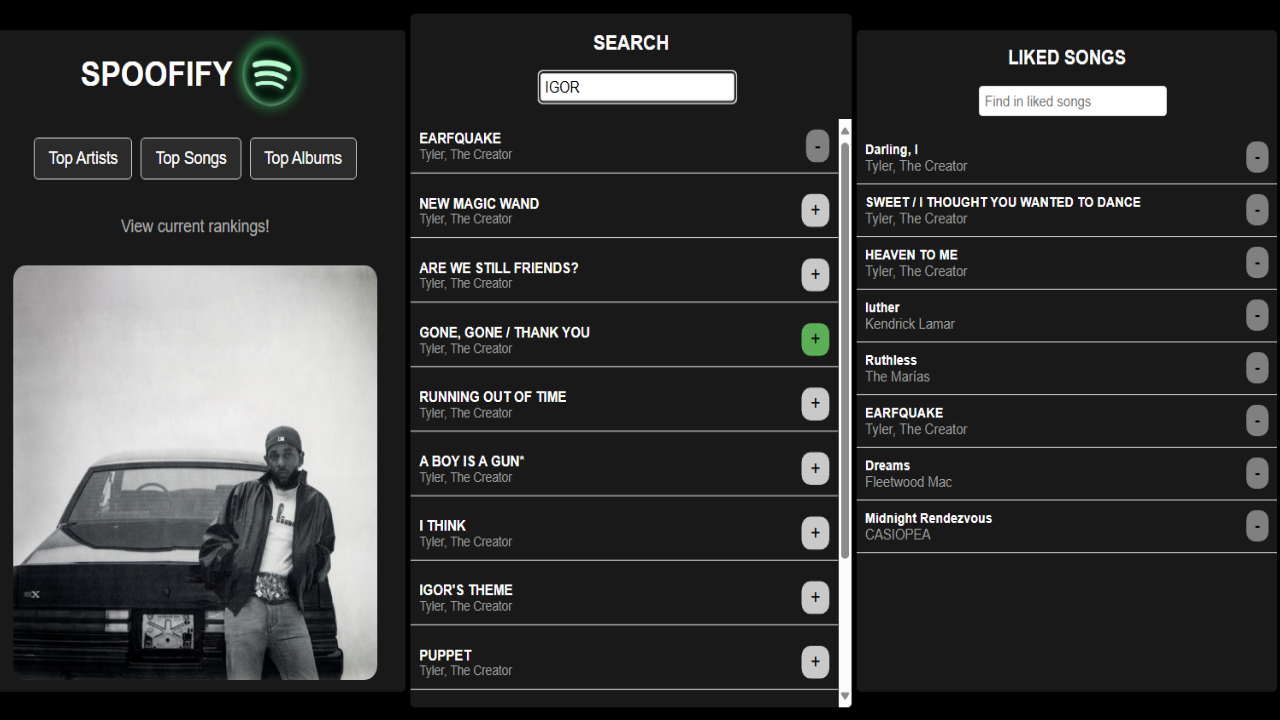 SPOOFIFY
Top Artists
Top Songs
Top Albums
View current rankings!
SEARCH
IGOR
EARFQUAKE
Tyler, The Creator
-
NEW MAGIC WAND
Tyler, The Creator
+
ARE WE STILL FRIENDS?
Tyler, The Creator
+
GONE, GONE / THANK YOU
Tyler, The Creator
+
RUNNING OUT OF TIME
Tyler, The Creator
+
A BOY IS A GUN*
Tyler, The Creator
+
I THINK
Tyler, The Creator
+
IGOR'S THEME
Tyler, The Creator
+
PUPPET
Tyler, The Creator
+
LIKED SONGS
Find in liked songs
Darling, I
Tyler, The Creator
-
SWEET / I THOUGHT YOU WANTED TO DANCE
Tyler, The Creator
-
HEAVEN TO ME
Tyler, The Creator
-
luther
Kendrick Lamar
-
Ruthless
The Marias
-
EARFQUAKE
Tyler, The Creator
-
Dreams
Fleetwood Mac
-
Midnight Rendezvous
CASIOPEA
-